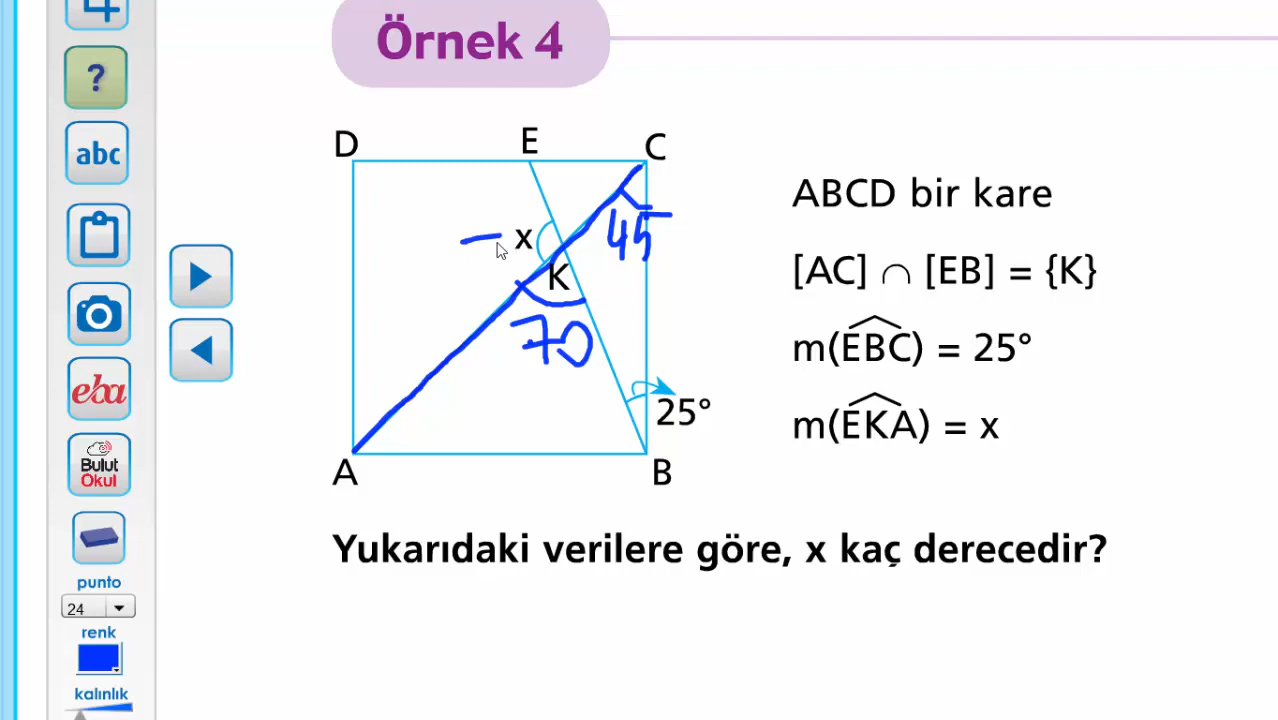 Örnek 4
?
abc
eba
Bulut
Okul
punto
24
renk
kalınlık
D
E
C
x
45
K
70
25°
A
B
ABCD bir kare
[AC] ∩ [EB] = {K}
m(EBC) = 25°
m(EKA) = x
Yukarıdaki verilere göre, x kaç derecedir?